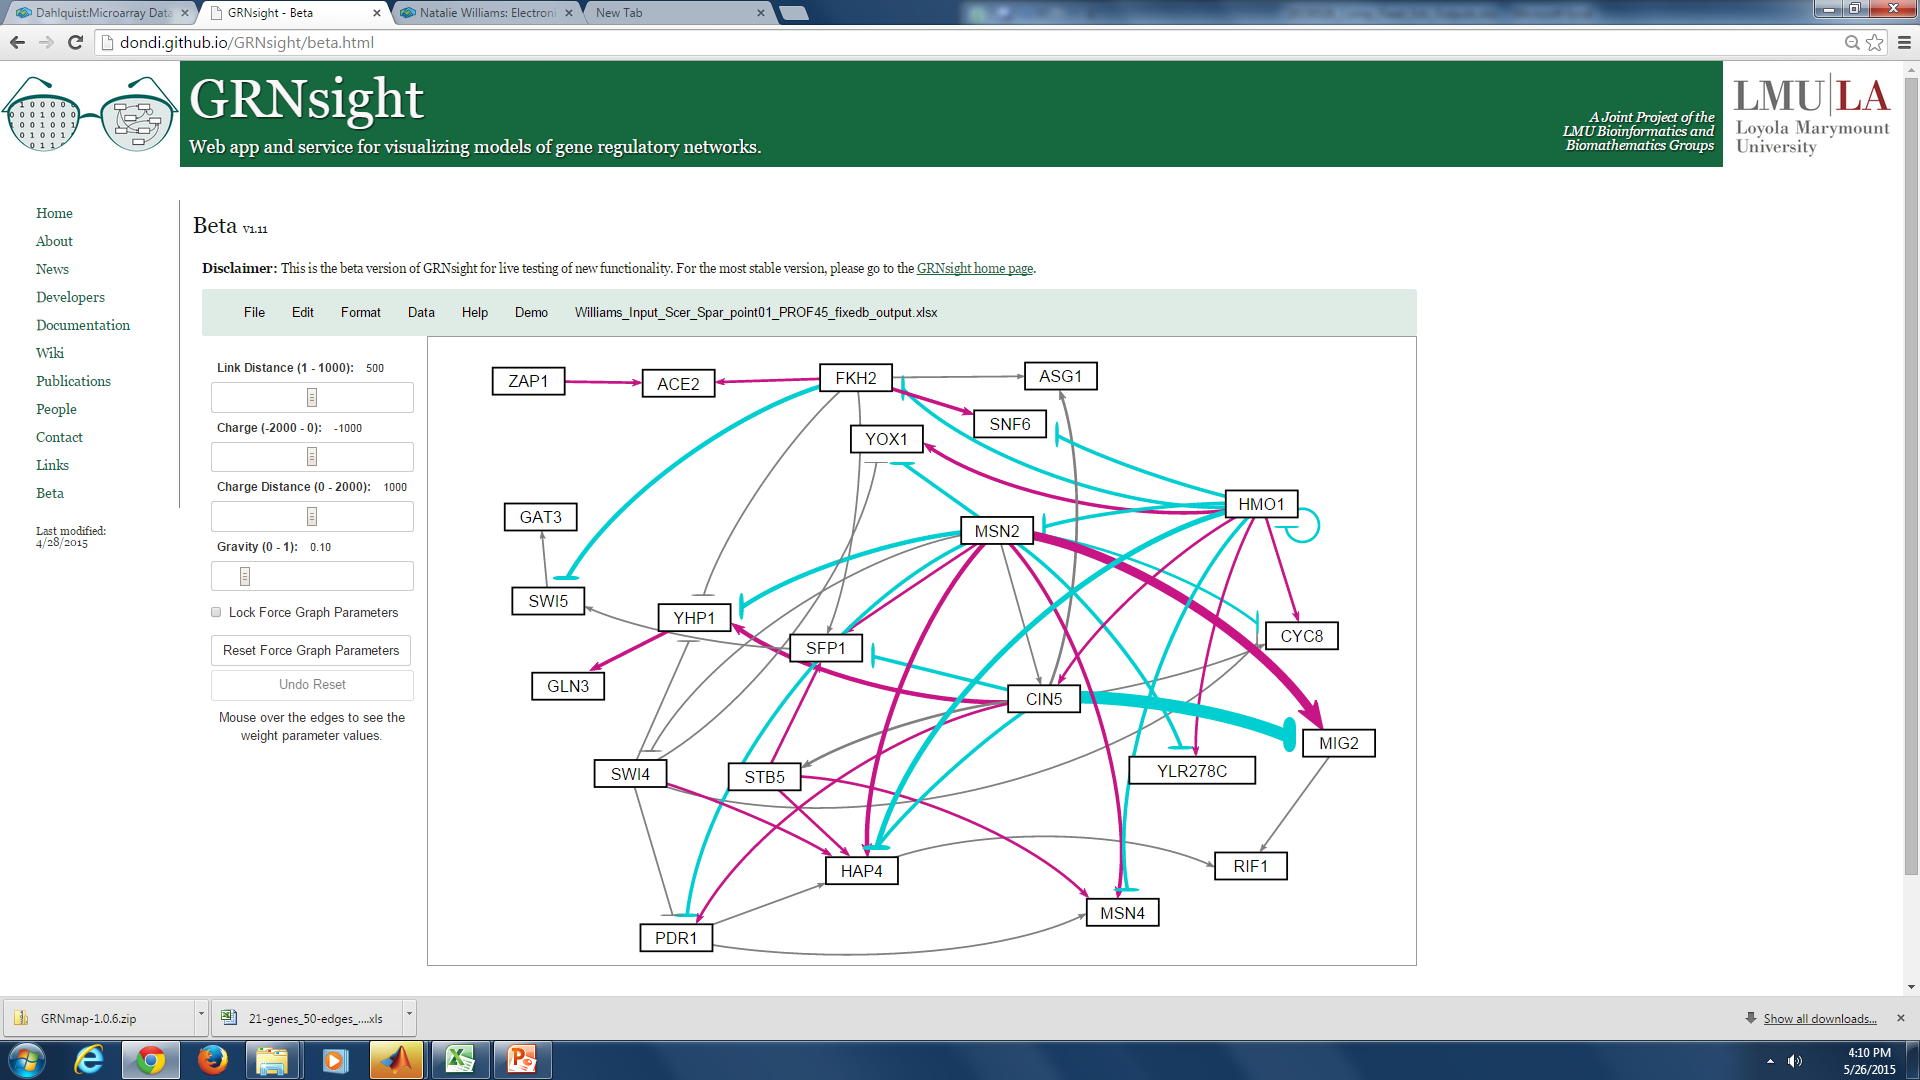 Dahlquist:Microarray Data
GRNsight - Beta
Natalie Williams: Electroni
New Tab
dondi.github.io/GRNsight/beta.html
GRNsight
Web app and service for visualizing models of gene regulatory networks.
A Joint Project of the
LMU Bioinformatics and
Biomathematics Groups
LMU|LA
Loyola Marymount
University
Home
About
News
Developers
Documentation
Wiki
Publications
People
Contact
Links
Beta
Last modified:
4/28/2015
Beta v1.11
Disclaimer: This is the beta version of GRNsight for live testing of new functionality. For the most stable version, please go to the GRNsight home page.
File Edit Format Data Help Demo Williams_Input_Scer_Spar_point01_PROF45_fixedb_output.xlsx
Link Distance (1 - 1000): 500
Charge (-2000 - 0): -1000
Charge Distance (0 - 2000): 1000
Gravity (0 - 1): 0.10
Lock Force Graph Parameters
Reset Force Graph Parameters
Undo Reset
Mouse over the edges to see the
weight parameter values.
ZAP1
ACE2
FKH2
ASG1
SNF6
YOX1
HMO1
GAT3
MSN2
SWI5
YHP1
CYC8
SFP1
GLN3
CIN5
MIG2
SWI4
STB5
YLR278C
HAP4
RIF1
MSN4
PDR1
GRNmap-1.0.6.zip
21-genes_50-edges_....xls
Show all downloads...
4:10 PM
5/26/2015